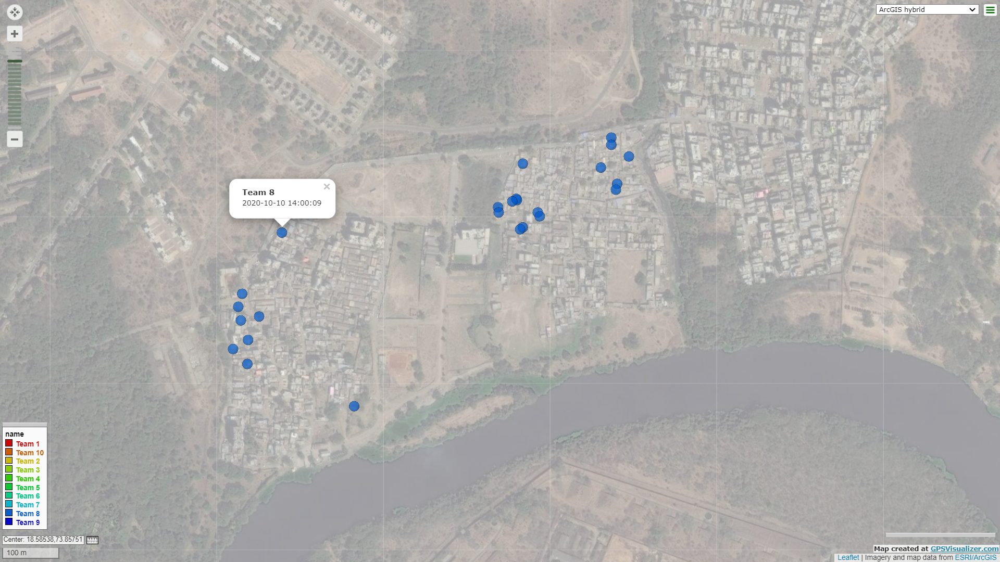 ArcGIS hybrid
Team 8
2020-10-10 14:00:09
name
Team 1
Team 10
Team 2
Team 3
Team 4
Team 5
Team 6
Team 7
Team 8
Team 9
Center: 18.58538,73.85751
100 m
Map created at GPSVisualizer.com
Leaflet | Imagery and map data from ESRI/ArcGIS